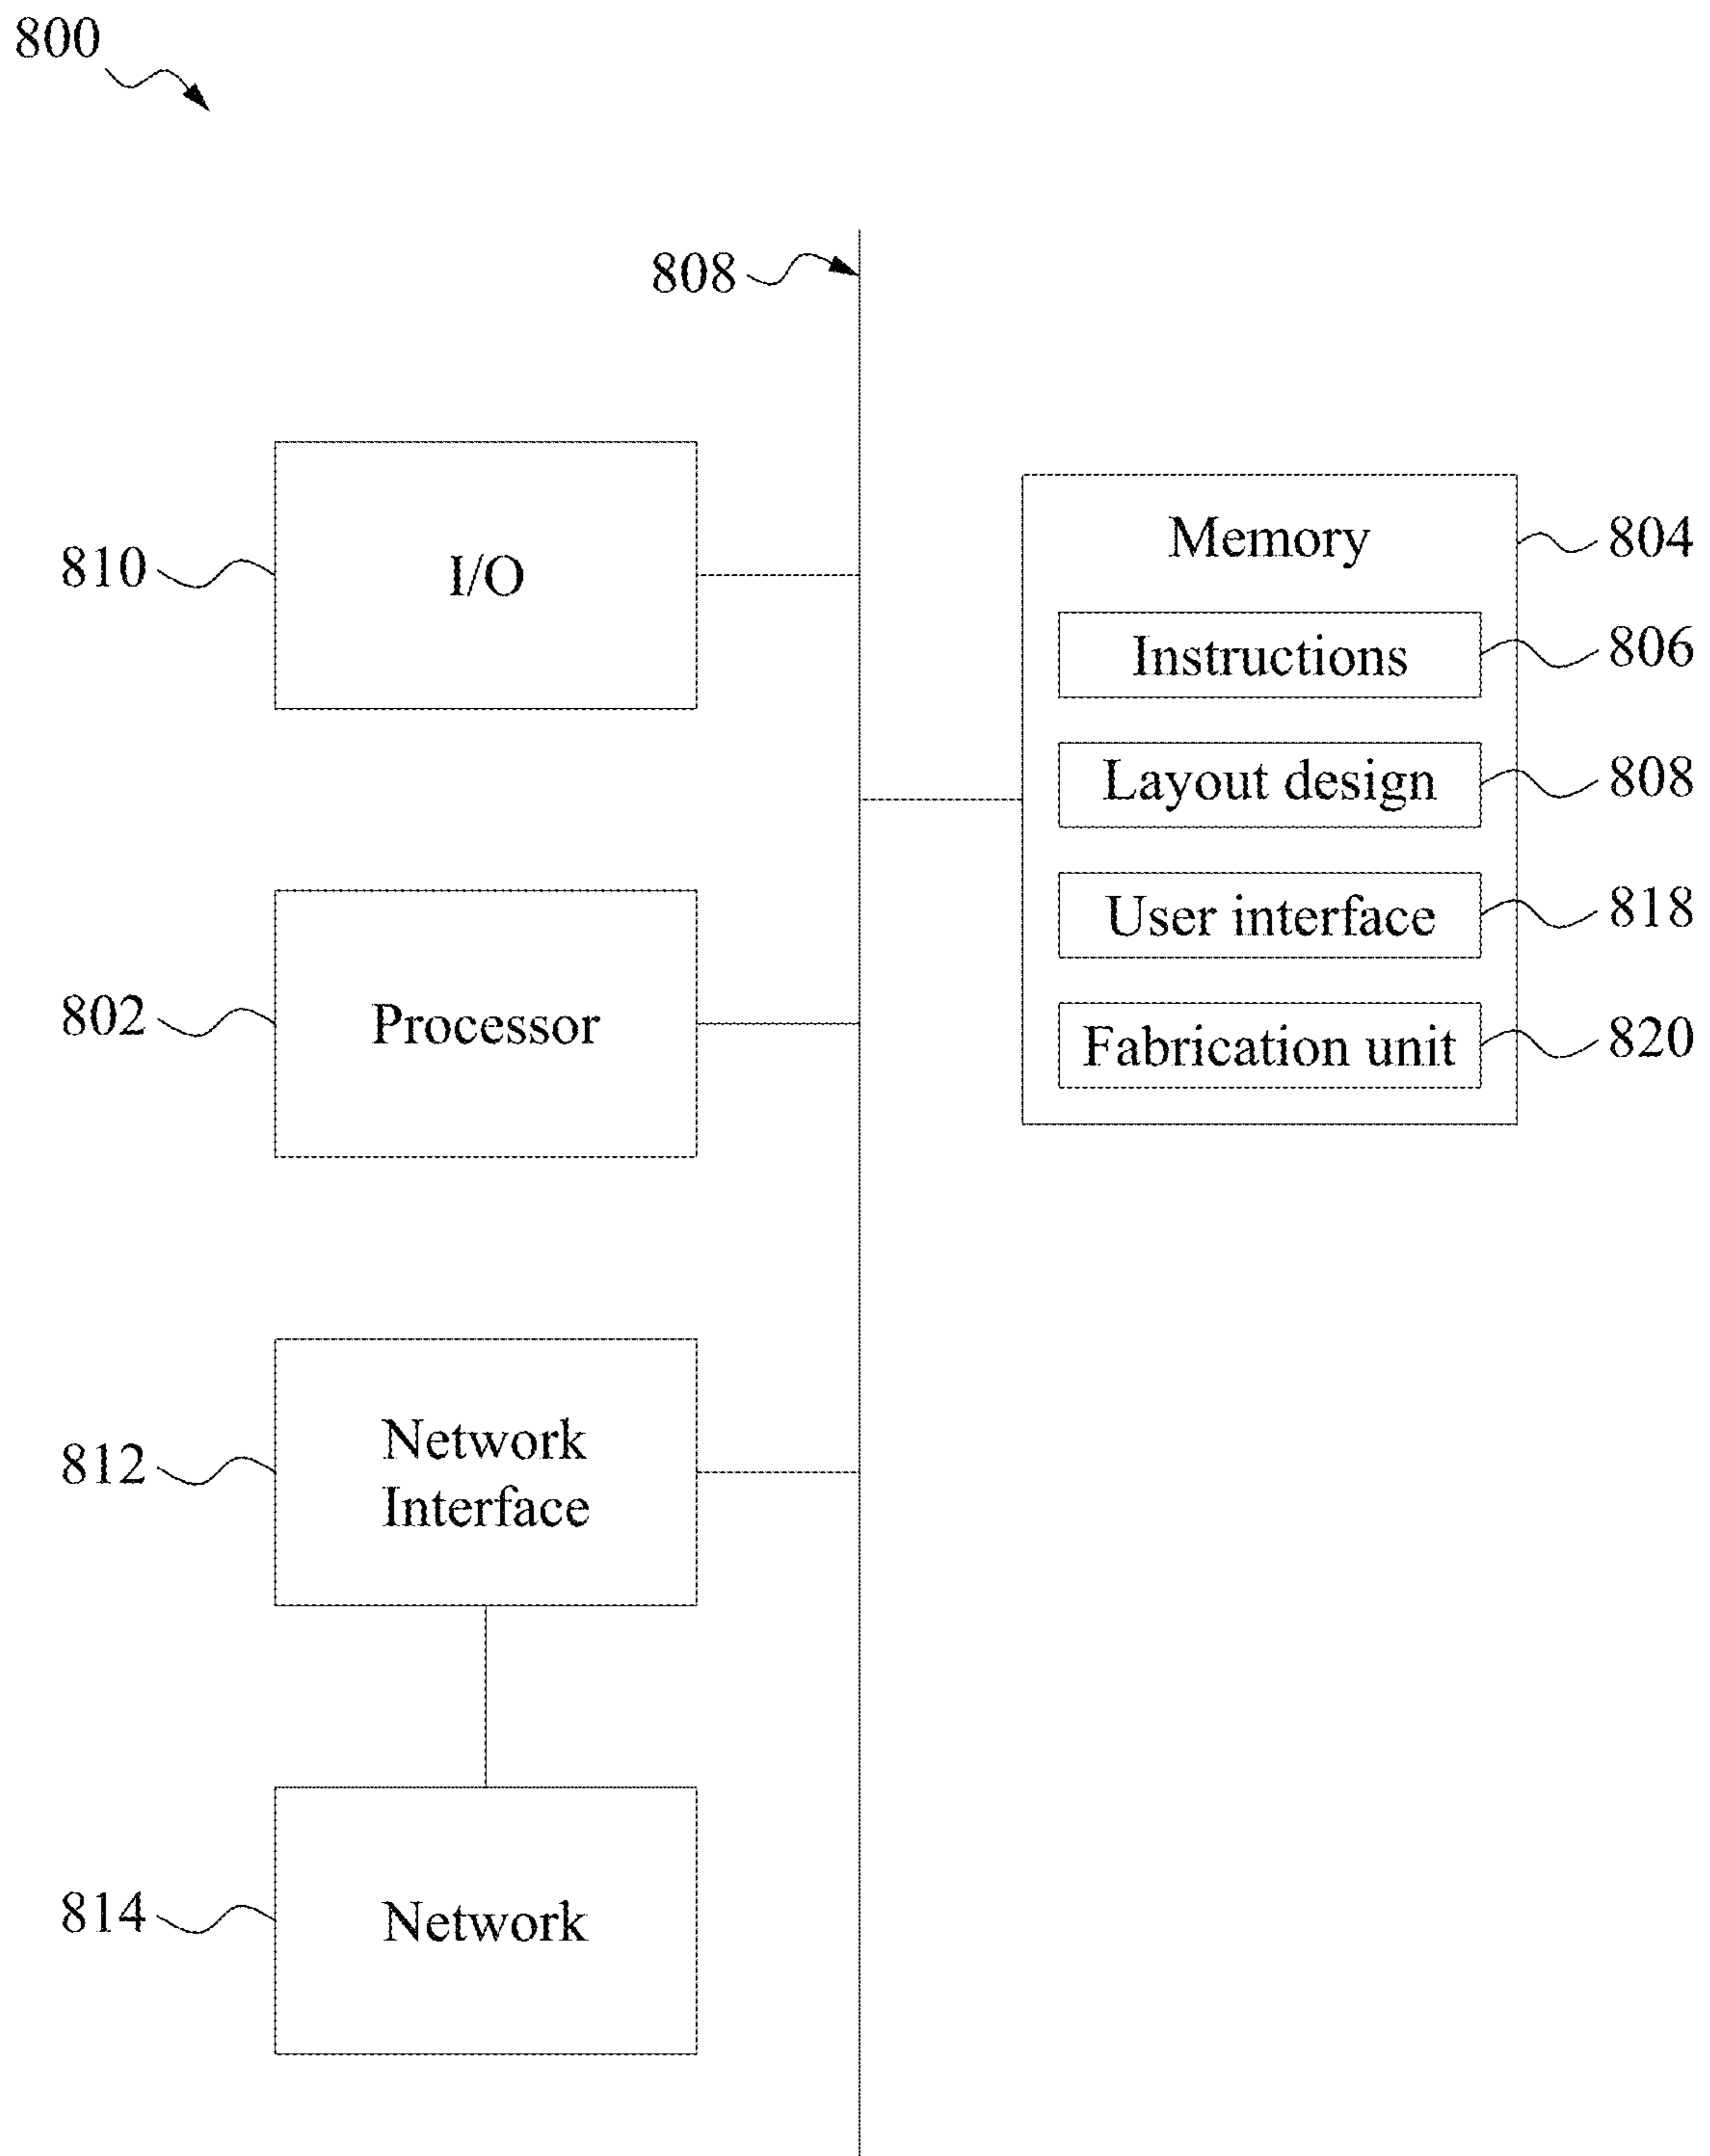 800
808
810
I/O
Memory
804
Instructions
806
Layout design
808
User interface
818
802
Processor
Fabrication unit
820
812
Network
Interface
814
Network